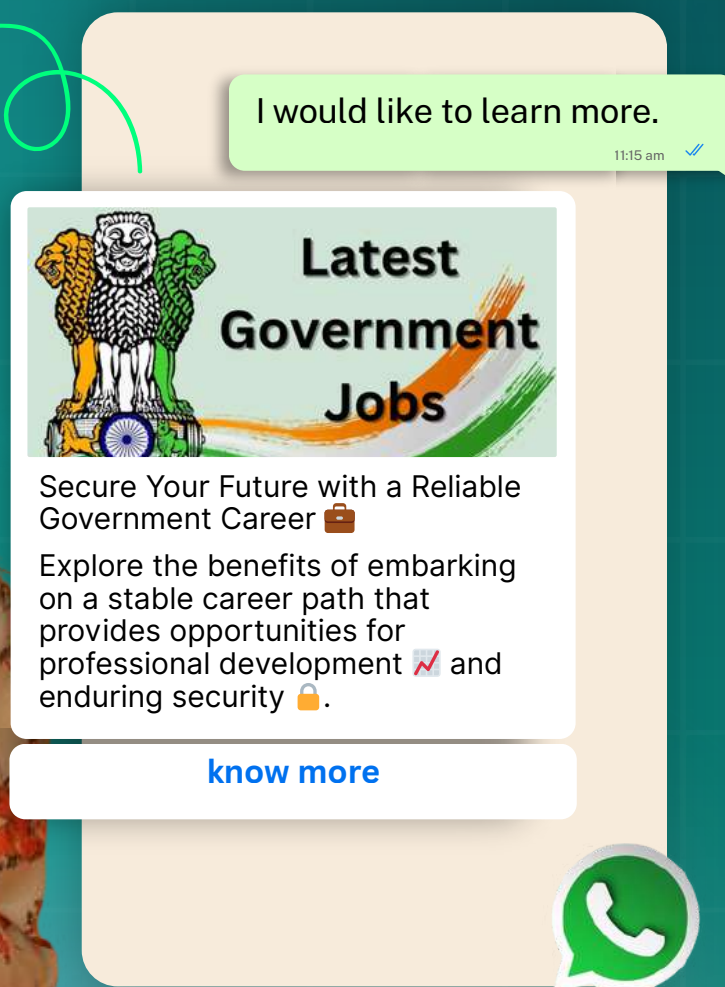 I would like to learn more.
11:15 am
Latest
Government
Jobs
Secure Your Future with a Reliable
Government Career 💼
Explore the benefits of embarking
on a stable career path that
provides opportunities for
professional development 📈 and
enduring security 🔒.
know more